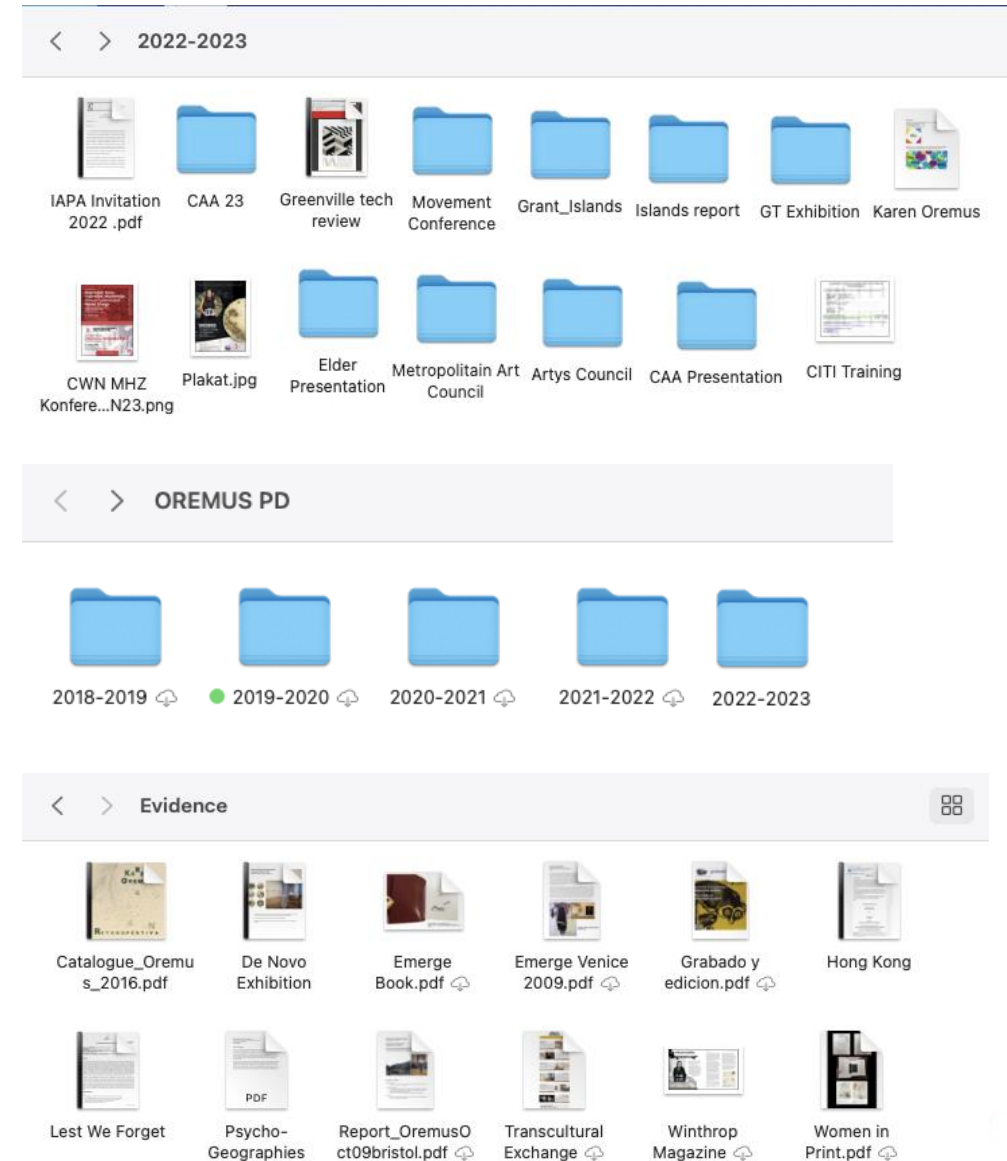 2022-2023
IAPA Invitation
2022 .pdf
CAA 23
Greenville tech
review
Movement
Conference
Grant_Islands
Islands report
GT Exhibition
Karen Oremus
CWN MHZ
Konfere...N23.png
Plakat.jpg
Elder
Presentation
Metropolitain Art
Council
Artys Council
CAA Presentation
CITI Training
OREMUS PD
2018-2019
2019-2020
2020-2021
2021-2022
2022-2023
Evidence
Catalogue_Oremu
s_2016.pdf
De Novo
Exhibition
Emerge
Book.pdf
Emerge Venice
2009.pdf
Grabado y
edicion.pdf
Hong Kong
Lest We Forget
PDF
Psycho-
Geographies
Report_OremusO
ct09bristol.pdf
Transcultural
Exchange
Winthrop
Magazine
Women in
Print.pdf